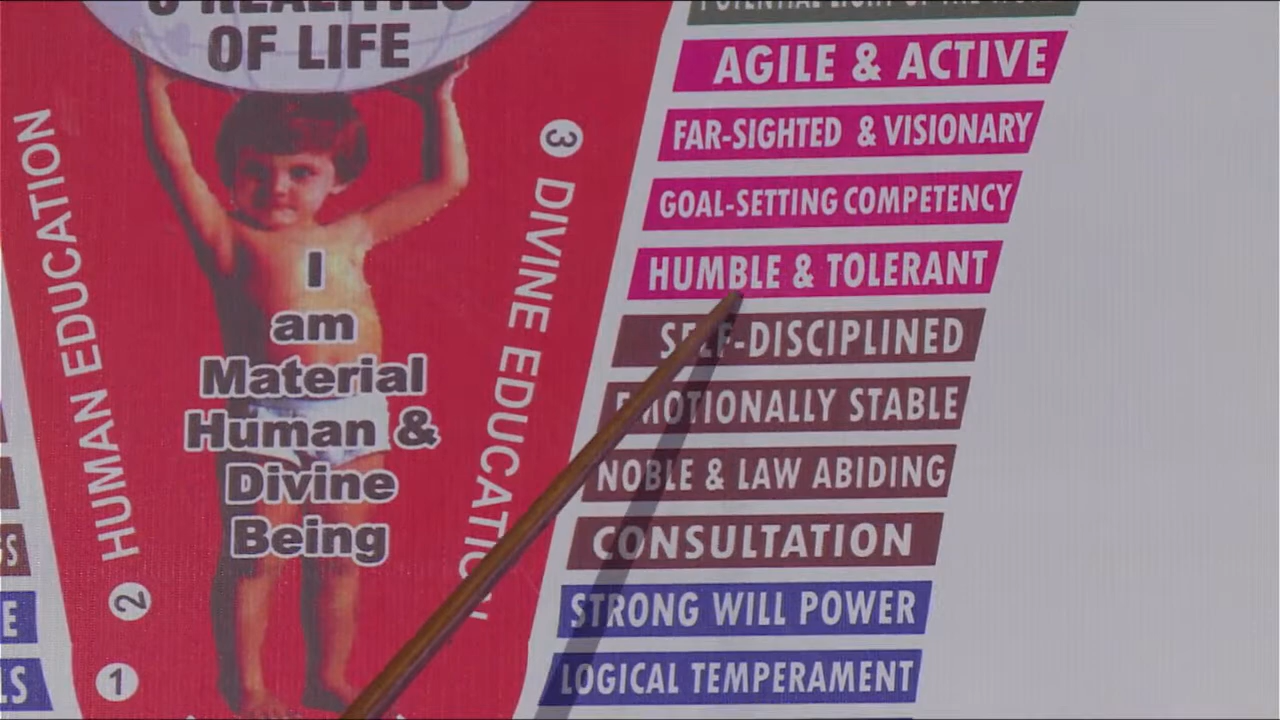 OF LIFE
HUMAN EDUCATION
2
1
3
DIVINE EDUCATION
I
am
Material
Human &
Divine
Being
AGILE & ACTIVE
FAR-SIGHTED & VISIONARY
GOAL-SETTING COMPETENCY
HUMBLE & TOLERANT
SELF-DISCIPLINED
EMOTIONALLY STABLE
NOBLE & LAW ABIDING
CONSULTATION
STRONG WILL POWER
LOGICAL TEMPERAMENT